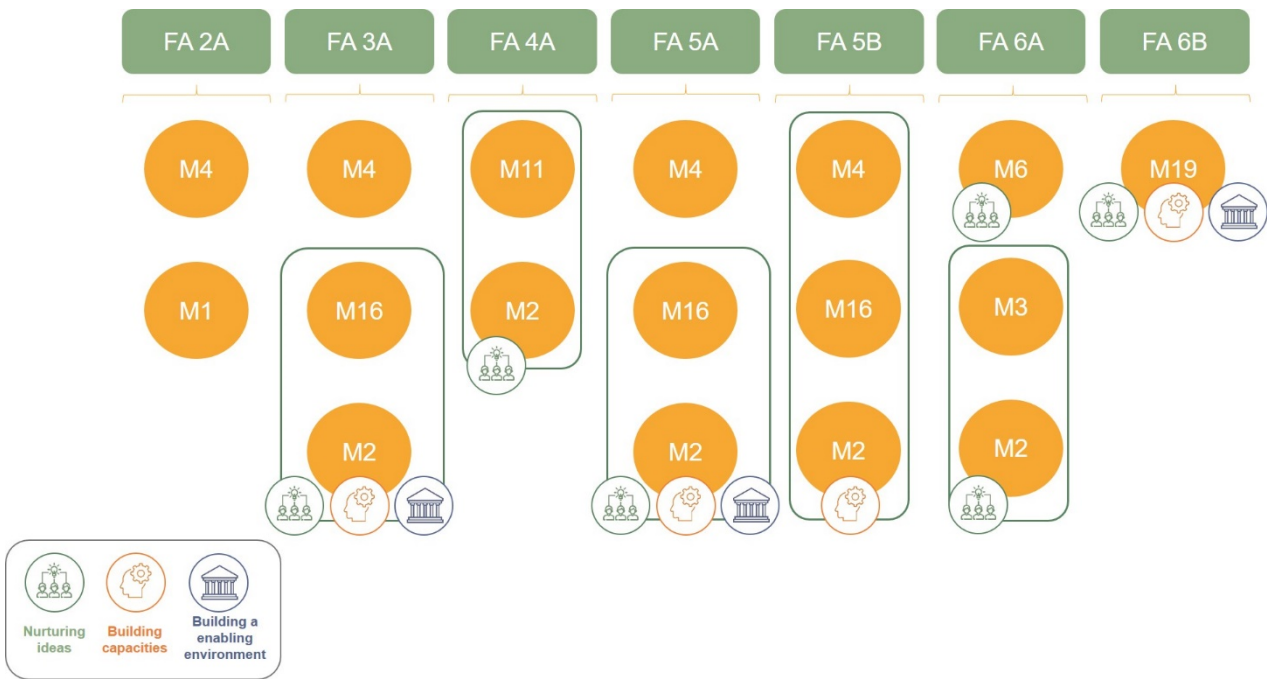 FA 2A
FA 3A
FA 4A
FA 5A
FA 5B
FA 6A
FA 6B
M4
M4
M11
M4
M4
M6
M19
M1
M16
M2
M16
M16
M3
M2
M2
M2
M2
Nurturing
ideas
Building
capacities
Building a
enabling
environment